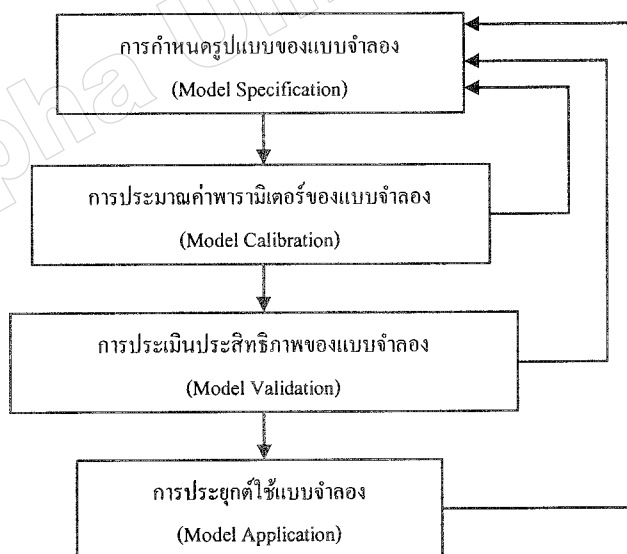 การกำหนดรูปแบบของแบบจำลอง
(Model Specification)
การประมาณค่าพารามิเตอร์ของแบบจำลอง
(Model Calibration)
การประเมินประสิทธิภาพของแบบจำลอง
(Model Validation)
การประยุกต์ใช้แบบจำลอง
(Model Application)